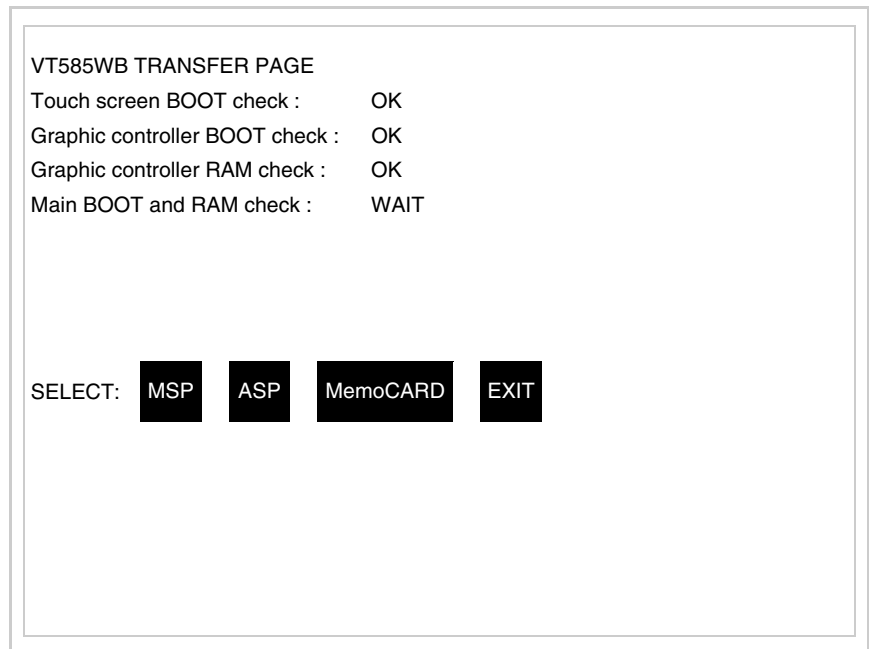 VT585WB TRANSFER PAGE
Touch screen BOOT check : OK
Graphic controller BOOT check : OK
Graphic controller RAM check : OK
Main BOOT and RAM check : WAIT
SELECT: MSP ASP MemoCARD EXIT